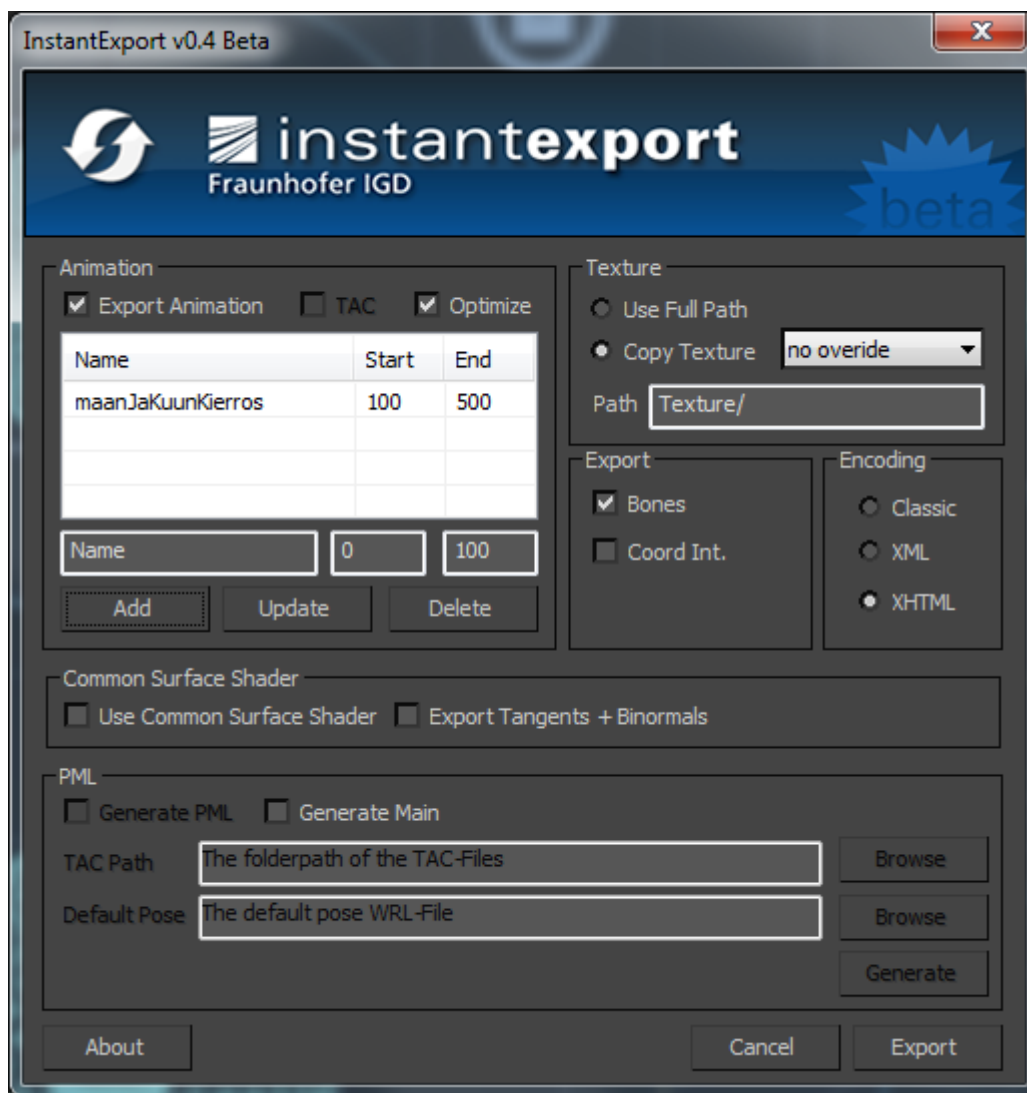 InstantExport v0.4 Beta
instantexport
Fraunhofer IGD
beta
Animation
Export Animation TAC Optimize
Name Start End
maanJaKuunKierros 100 500
Name 0 100
Add Update Delete
Texture
Use Full Path
Copy Texture no overide
Path Texture/
Export
Bones
Coord Int.
Encoding
Classic
XML
XHTML
Common Surface Shader
Use Common Surface Shader Export Tangents + Binormals
PML
Generate PML Generate Main
TAC Path The folderpath of the TAC-Files Browse
Default Pose The default pose WRL-File Browse
Generate
About Cancel Export